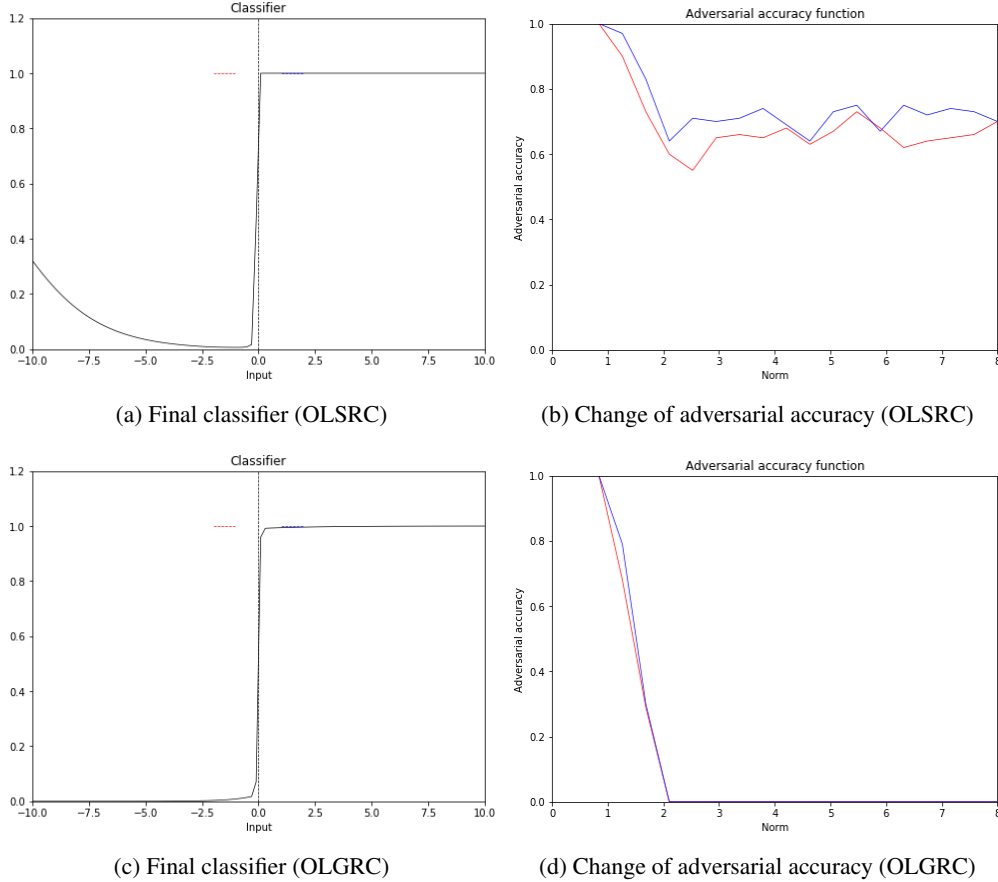 Classifier
1.2
1.0
0.8
0.6
0.4
0.2
0.0
−10.0 −7.5 −5.0 −2.5 0.0 2.5 5.0 7.5 10.0
Input
(a) Final classifier (OLSRC)
Adversarial accuracy function
1.0
0.8
0.6
0.4
0.2
0.0
Adversarial accuracy
0 1 2 3 4 5 6 7 8
Norm
(b) Change of adversarial accuracy (OLSRC)
Classifier
1.2
1.0
0.8
0.6
0.4
0.2
0.0
−10.0 −7.5 −5.0 −2.5 0.0 2.5 5.0 7.5 10.0
Input
(c) Final classifier (OLGRC)
Adversarial accuracy function
1.0
0.8
0.6
0.4
0.2
0.0
Adversarial accuracy
0 1 2 3 4 5 6 7 8
Norm
(d) Change of adversarial accuracy (OLGRC)